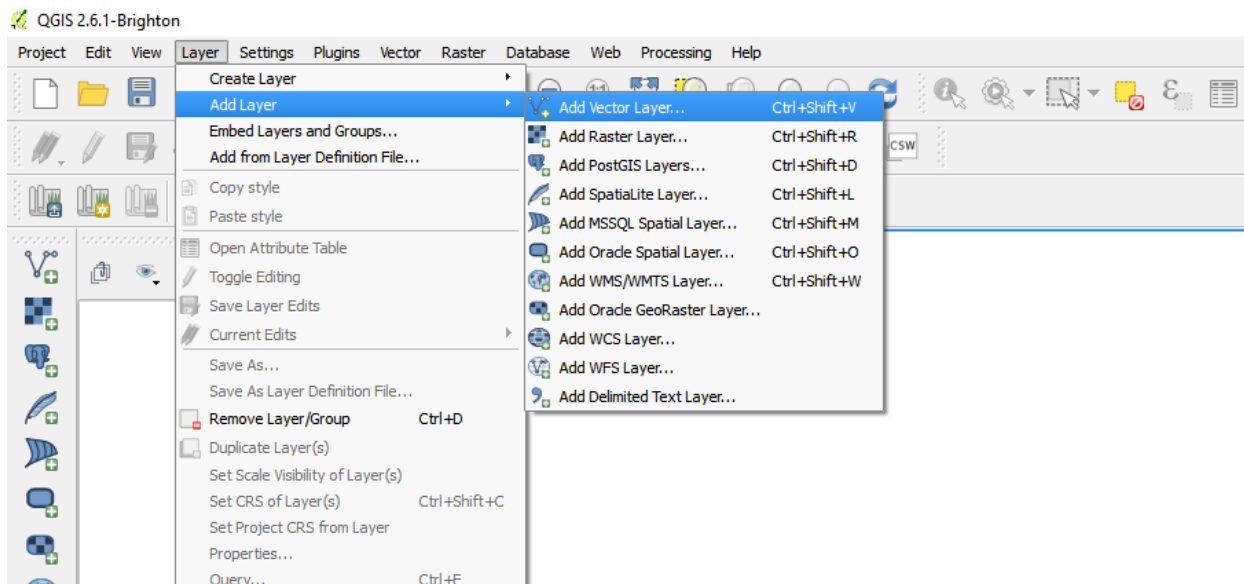 QGIS 2.6.1-Brighton
Project Edit View Layer Settings Plugins Vector Raster Database Web Processing Help
Create Layer
Add Layer
Embed Layers and Groups...
Add from Layer Definition File...
Copy style
Paste style
Open Attribute Table
Toggle Editing
Save Layer Edits
Current Edits
Save As...
Save As Layer Definition File...
Remove Layer/Group Ctrl+D
Duplicate Layer(s)
Set Scale Visibility of Layer(s)
Set CRS of Layer(s) Ctrl+Shift+C
Set Project CRS from Layer
Properties...
Query... Ctrl+F
Add Vector Layer... Ctrl+Shift+V
Add Raster Layer... Ctrl+Shift+R
Add PostGIS Layers... Ctrl+Shift+D
Add SpatiaLite Layer... Ctrl+Shift+L
Add MSSQL Spatial Layer... Ctrl+Shift+M
Add Oracle Spatial Layer... Ctrl+Shift+O
Add WMS/WMTS Layer... Ctrl+Shift+W
Add Oracle GeoRaster Layer...
Add WCS Layer...
Add WFS Layer...
Add Delimited Text Layer...
CSW